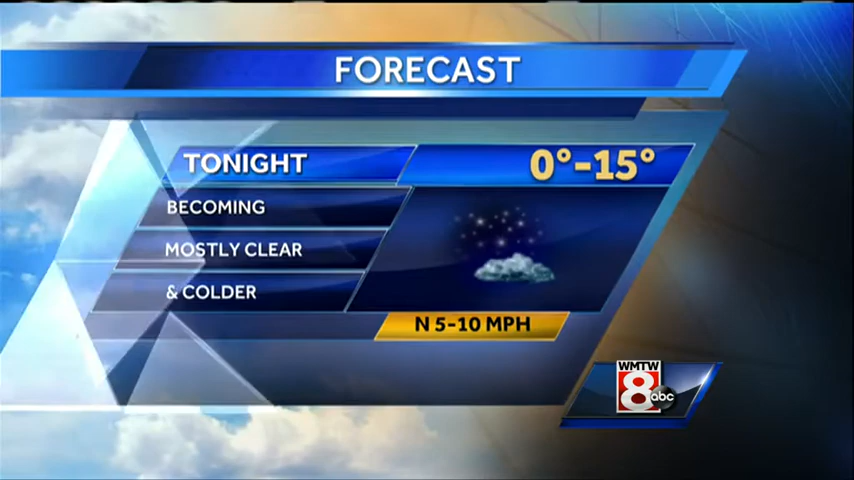 FORECAST
TONIGHT
0°-15°
BECOMING
MOSTLY CLEAR
& COLDER
N 5-10 MPH
WMTW
8
abc